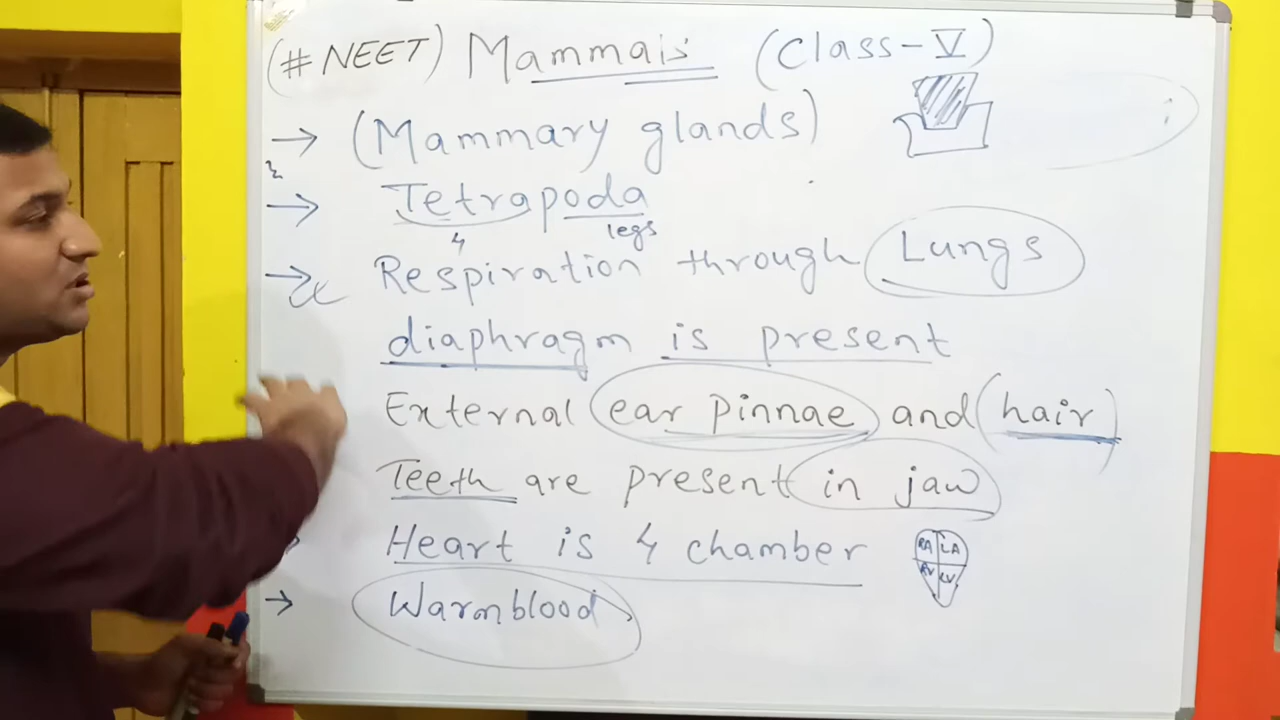 (#NEET) Mammals (Class-V)
→ (Mammary glands)
→ Tetrapoda
4 legs
→ Respiration through Lungs
diaphragm is present
External ear pinnae and (hair)
Teeth are present in jaw
Heart is 4 chamber
RA LA
RV LV
→ Warmblood